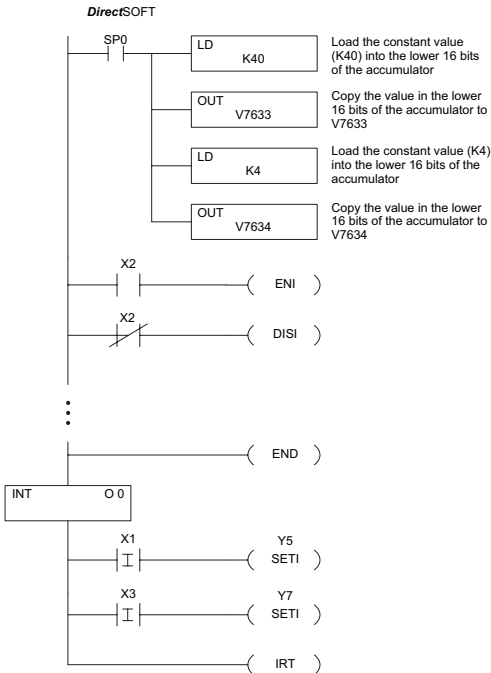 DirectSOFT
SP0
LD
K40
Load the constant value
(K40) into the lower 16 bits
of the accumulator
OUT
V7633
Copy the value in the lower
16 bits of the accumulator to
V7633
LD
K4
Load the constant value (K4)
into the lower 16 bits of the
accumulator
OUT
V7634
Copy the value in the lower
16 bits of the accumulator to
V7634
X2
ENI
X2
DISI
END
INT O 0
X1
Y5
SETI
X3
Y7
SETI
IRT